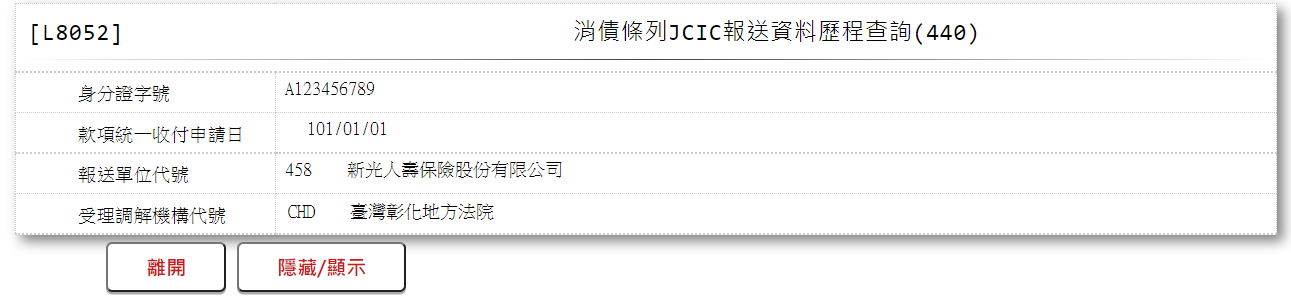 [L8052] 消債條列JCIC報送資料歷程查詢(440)
身分證字號 A123456789
款項統一收付申請日 101/01/01
報送單位代號 458 新光人壽保險股份有限公司
受理調解機構代號 CHD 臺灣彰化地方法院
離開 隱藏/顯示